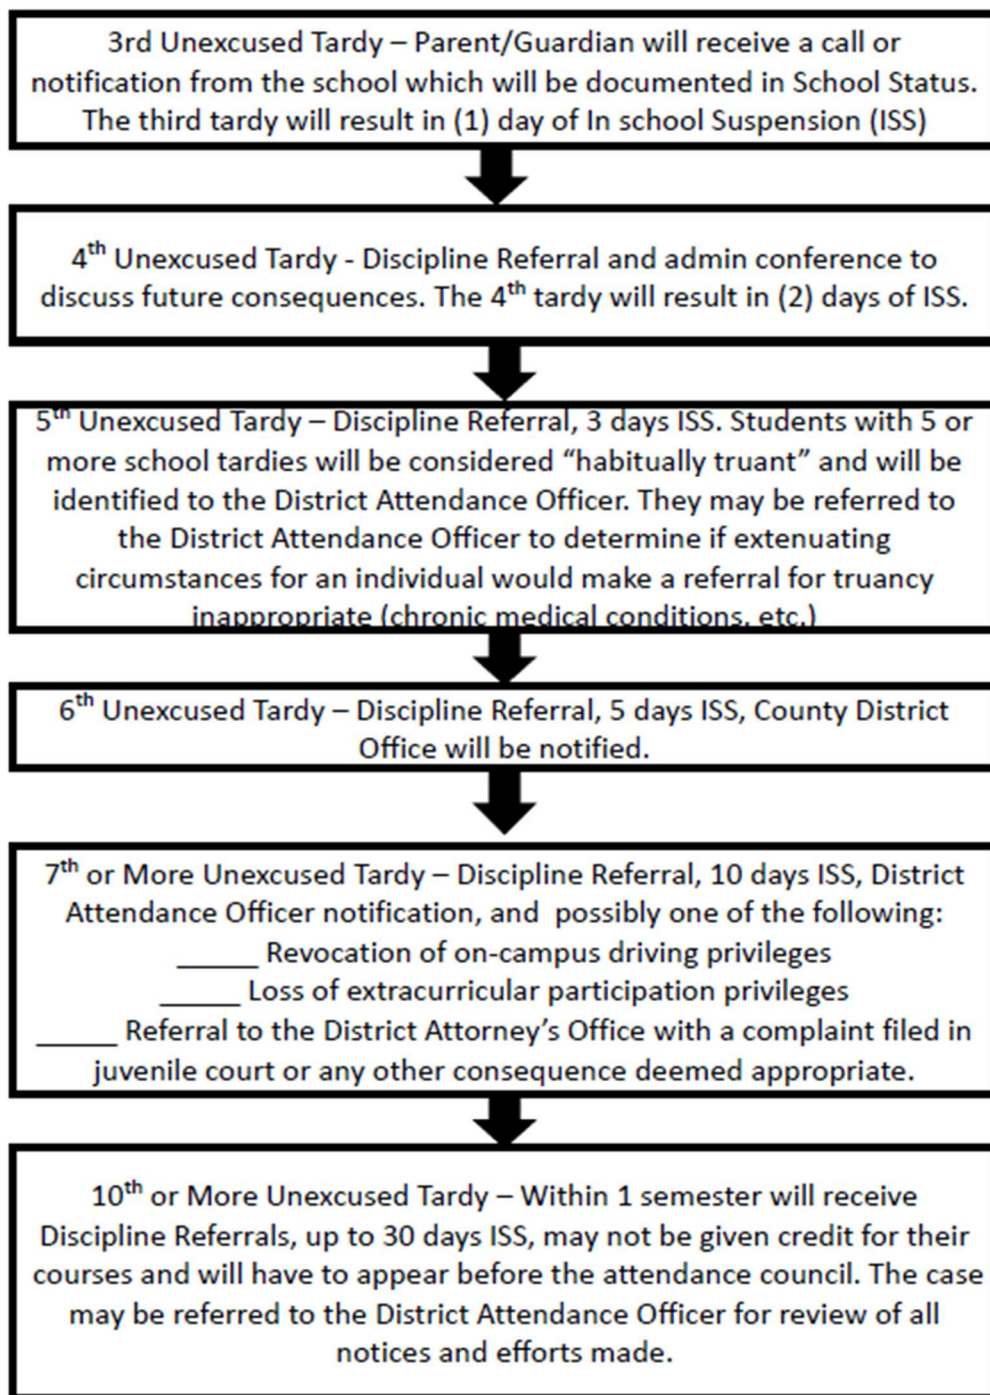 3rd Unexcused Tardy – Parent/Guardian will receive a call or
notification from the school which will be documented in School Status.
The third tardy will result in (1) day of In school Suspension (ISS)
4th Unexcused Tardy - Discipline Referral and admin conference to
discuss future consequences. The 4th tardy will result in (2) days of ISS.
5th Unexcused Tardy – Discipline Referral, 3 days ISS. Students with 5 or
more school tardies will be considered “habitually truant” and will be
identified to the District Attendance Officer. They may be referred to
the District Attendance Officer to determine if extenuating
circumstances for an individual would make a referral for truancy
inappropriate (chronic medical conditions, etc.)
6th Unexcused Tardy – Discipline Referral, 5 days ISS, County District
Office will be notified.
7th or More Unexcused Tardy – Discipline Referral, 10 days ISS, District
Attendance Officer notification, and  possibly one of the following:
_____ Revocation of on-campus driving privileges
_____ Loss of extracurricular participation privileges
_____ Referral to the District Attorney’s Office with a complaint filed in
juvenile court or any other consequence deemed appropriate.
10th or More Unexcused Tardy – Within 1 semester will receive
Discipline Referrals, up to 30 days ISS, may not be given credit for their
courses and will have to appear before the attendance council. The case
may be referred to the District Attendance Officer for review of all
notices and efforts made.